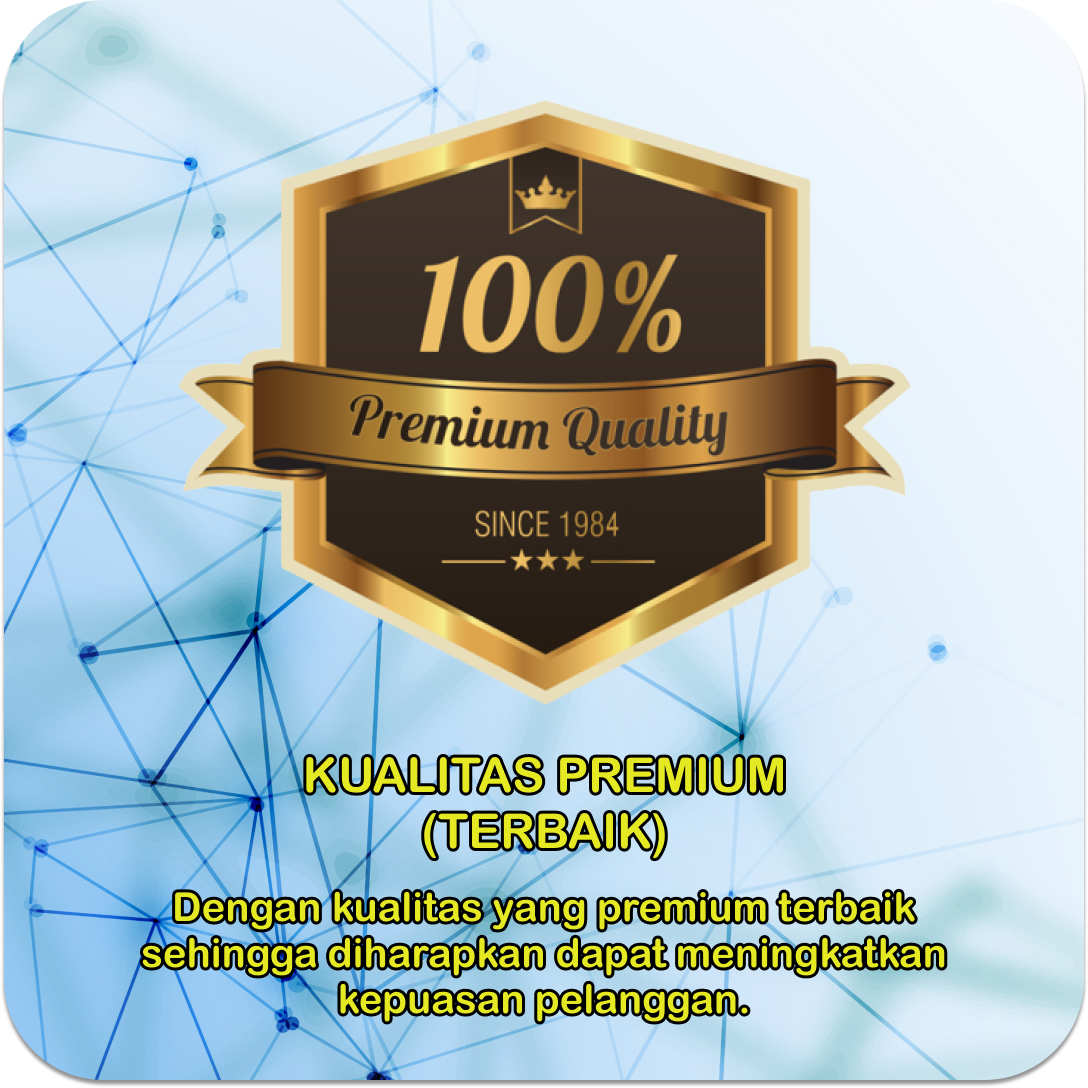 100%
Premium Quality
SINCE 1984
KUALITAS PREMIUM
(TERBAIK)
Dengan kualitas yang premium terbaik
sehingga diharapkan dapat meningkatkan
kepuasan pelanggan.